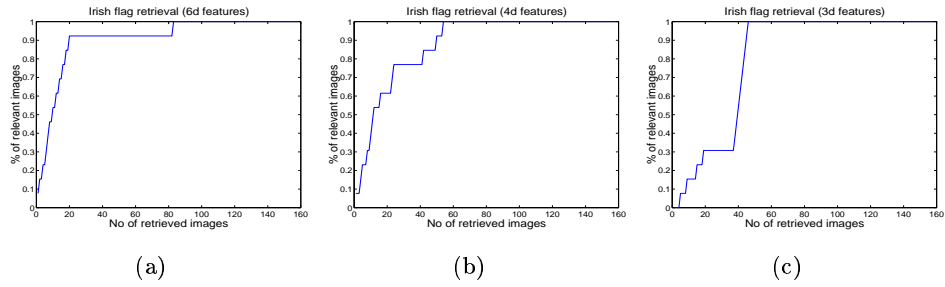 Irish flag retrieval (6d features)
1
0.9
0.8
0.7
0.6
0.5
0.4
0.3
0.2
0.1
0
% of relevant images
0 20 40 60 80 100 120 140 160
No of retrieved images
(a)
Irish flag retrieval (4d features)
1
0.9
0.8
0.7
0.6
0.5
0.4
0.3
0.2
0.1
0
% of relevant images
0 20 40 60 80 100 120 140 160
No of retrieved images
(b)
Irish flag retrieval (3d features)
1
0.9
0.8
0.7
0.6
0.5
0.4
0.3
0.2
0.1
0
% of relevant images
0 20 40 60 80 100 120 140 160
No of retrieved images
(c)